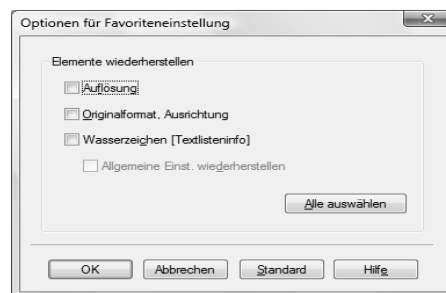 Optionen für Favoriteneinstellung
Elemente wiederherstellen
Auflösung
Originalformat, Ausrichtung
Wasserzeichen [Textlisteninfo]
Allgemeine Einst. wiederherstellen
Alle auswählen
OK Abbrechen Standard Hilfe